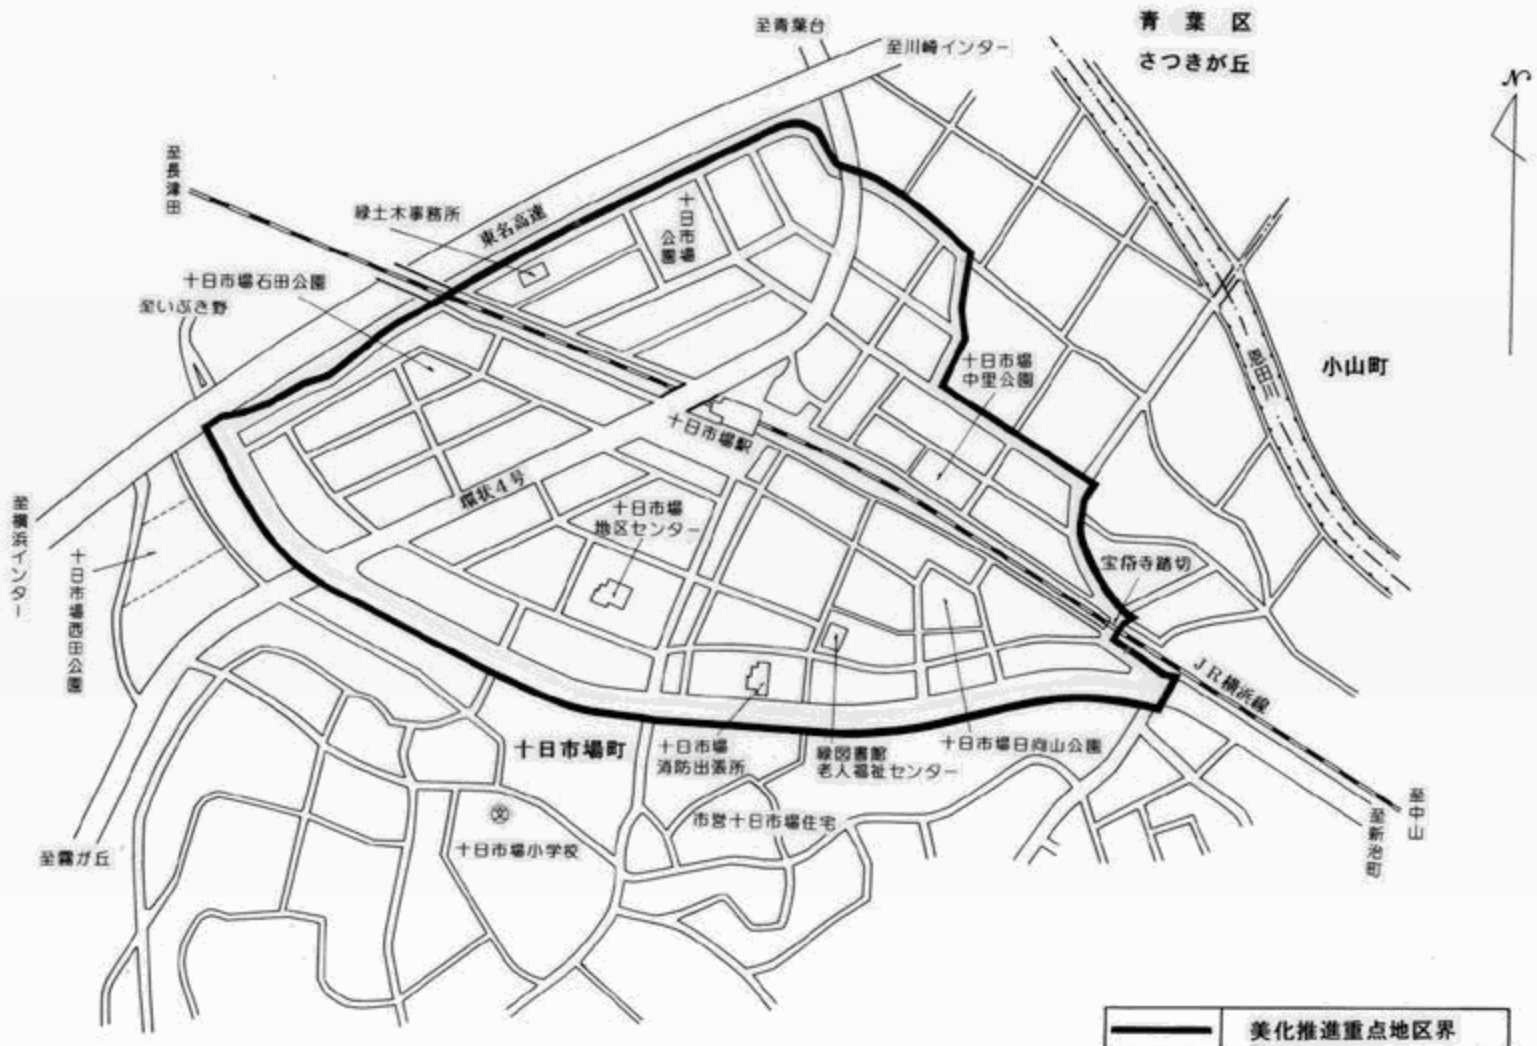 青葉区
さつきが丘
至青葉台
至川崎インター
N
至長津田
緑土木事務所
東名高速
十日市場
公園
十日市場石田公園
至いぶき野
十日市場
中里公園
恩田川
小山町
十日市場駅
環状4号
十日市場
地区センター
至横浜インター
十日市場西田公園
宝袋寺踏切
JR横浜線
十日市場町
十日市場
消防出張所
緑図書館
老人福祉センター
十日市場日向山公園
市営十日市場住宅
文
十日市場小学校
至霧が丘
至中山
至新治町
美化推進重点地区界